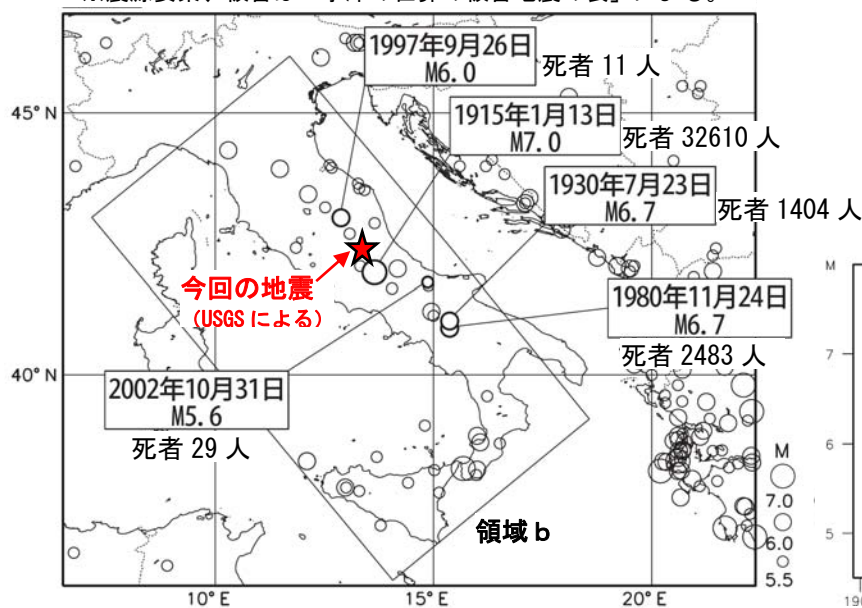 1997年9月26日
M6.0
死者 11 人
45° N
1915年1月13日
M7.0
死者 32610 人
1930年7月23日
M6.7
死者 1404 人
今回の地震
(USGS による)
1980年11月24日
M6.7
死者 2483 人
40° N
2002年10月31日
M5.6
死者 29 人
領域 b
M
7.0
6.0
5.5
10° E
15° E
20° E
M
7
6
5